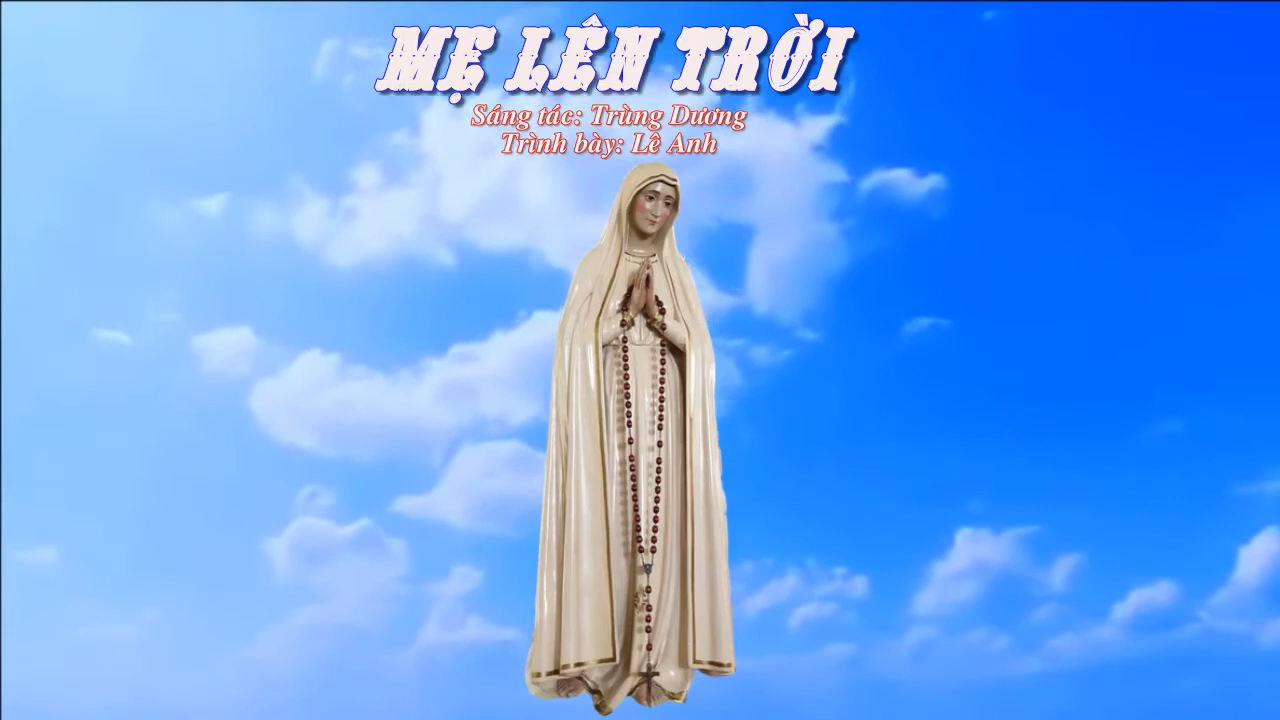 MẸ LÊN TRỜI
Sáng tác: Trùng Dương
Trình bày: Lê Anh